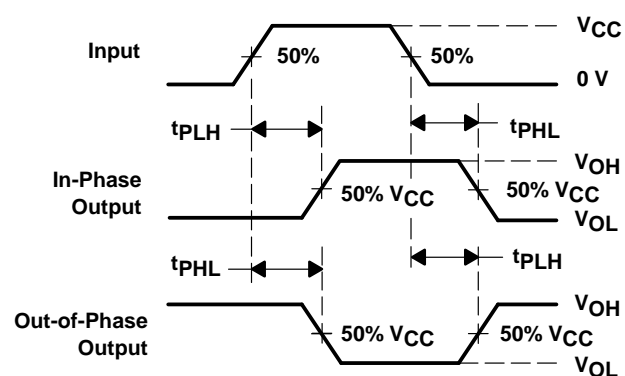 VCC
Input
50%
50%
0 V
tPLH
tPHL
VOH
In-Phase
Output
50% VCC
50% VCC
VOL
tPHL
tPLH
VOH
Out-of-Phase
Output
50% VCC
50% VCC
VOL